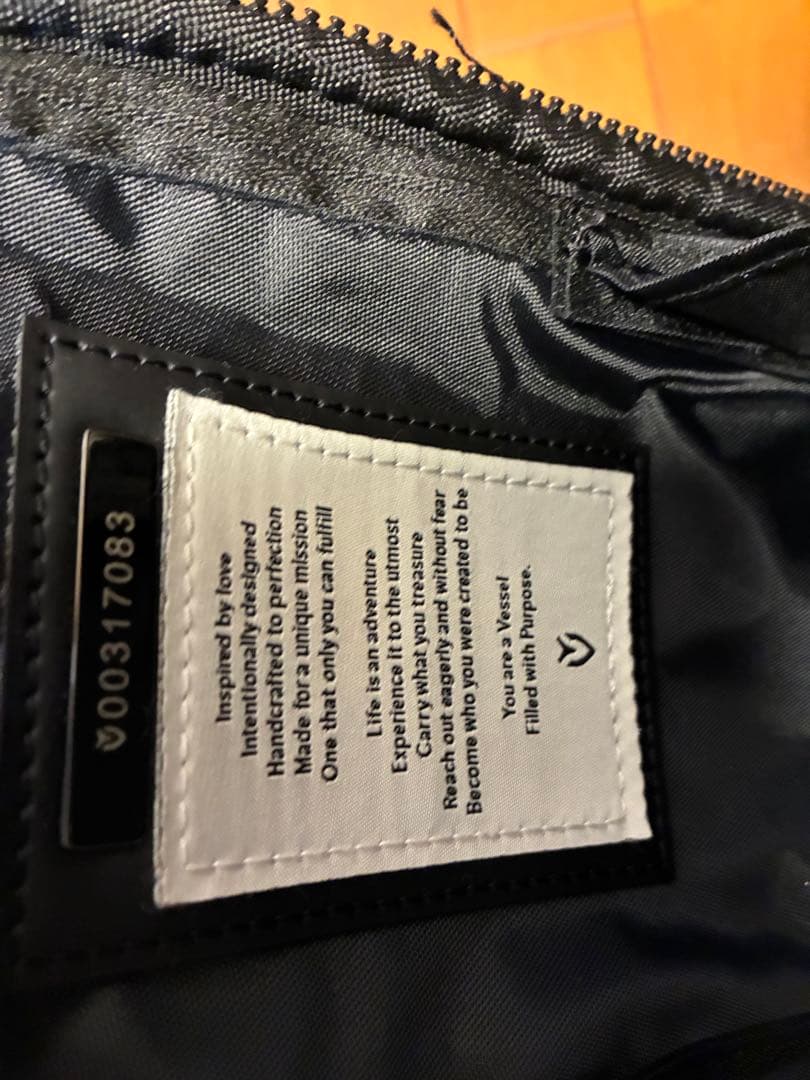 00317083
Inspired by love
Intentionally designed
Handcrafted to perfection
Made for a unique mission
One that only you can fulfill
Life is an adventure
Experience it to the utmost
Carry what you treasure
Reach out eagerly and without fear
Become who you were created to be
You are a Vessel
Filled with Purpose.